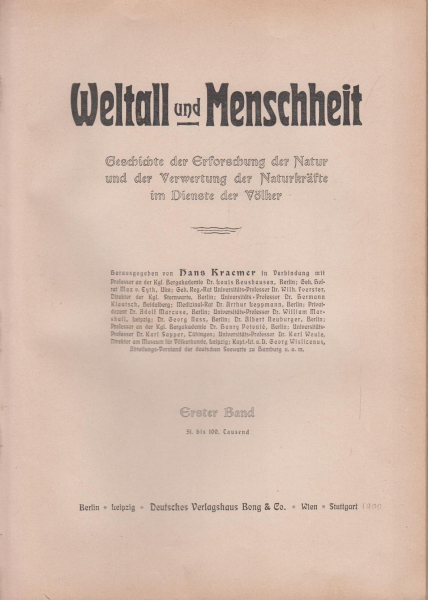 Weltall und Menschheit
Geschichte der Erforschung der Natur
und der Verwertung der Naturkräfte
im Dienste der Völker
Herausgegeben von Hans Kraemer in Verbindung mit
Professor an der Kgl. Bergakademie Dr. Louis Beushausen, Berlin; Geh. Hof-
rat Max v. Eyth, Ulm; Geh. Reg.-Rat Universitäts-Professor Dr. Wilh. Foerster,
Direktor der Kgl. Sternwarte, Berlin; Universitäts-Professor Dr. Hermann
Klaatsch, Heidelberg; Medizinal-Rat Dr. Arthur Leppmann, Berlin; Privat-
dozent Dr. Adolf Marcuse, Berlin; Universitäts-Professor Dr. William Mar-
shall, Leipzig; Dr. Georg Buss, Berlin; Dr. Albert Neuburger, Berlin;
Professor an der Kgl. Bergakademie Dr. Henry Potonié, Berlin; Universitäts-
Professor Dr. Karl Sapper, Tübingen; Universitäts-Professor Dr. Karl Weule,
Direktor am Museum für Völkerkunde, Leipzig; Kapt.-Lt. a. D. Georg Wislicenus,
Abteilungs-Vorstand der deutschen Seewarte zu Hamburg u. s. w.
Erster Band
51. bis 100. Tausend
Berlin • Leipzig • Deutsches Verlagshaus Bong & Co. • Wien • Stuttgart